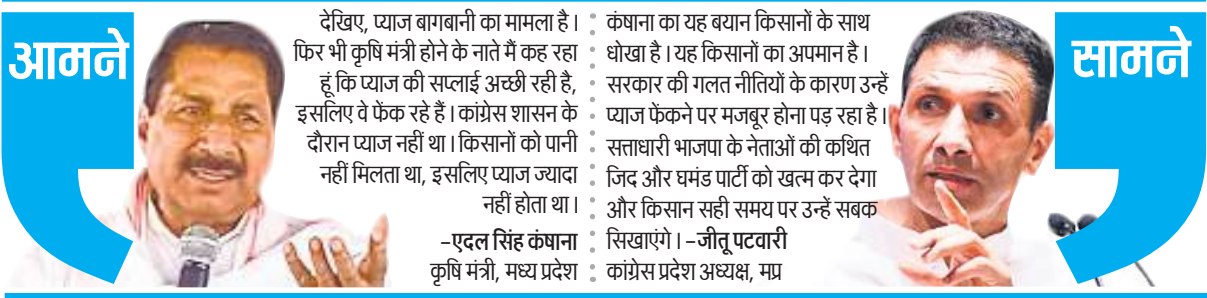 आमने
देखिए, प्याज बागबानी का मामला है।
फिर भी कृषि मंत्री होने के नाते मैं कह रहा
हूं कि प्याज की सप्लाई अच्छी रही है,
इसलिए वे फेंक रहे हैं। कांग्रेस शासन के
दौरान प्याज नहीं था। किसानों को पानी
नहीं मिलता था, इसलिए प्याज ज्यादा
नहीं होता था।
–एदल सिंह कंषाना
कृषि मंत्री, मध्य प्रदेश
कंषाना का यह बयान किसानों के साथ
धोखा है। यह किसानों का अपमान है।
सरकार की गलत नीतियों के कारण उन्हें
प्याज फेंकने पर मजबूर होना पड़ रहा है।
सत्ताधारी भाजपा के नेताओं की कथित
जिद और घमंड पार्टी को खत्म कर देगा
और किसान सही समय पर उन्हें सबक
सिखाएंगे। –जीतू पटवारी
कांग्रेस प्रदेश अध्यक्ष, मप्र
सामने